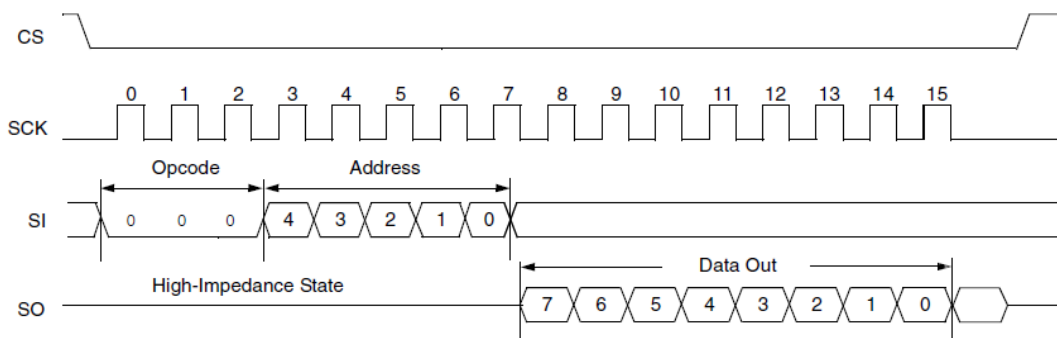 CS
0 1 2 3 4 5 6 7 8 9 10 11 12 13 14 15
SCK
Opcode Address
SI 0 0 0 4 3 2 1 0
High-Impedance State Data Out
SO 7 6 5 4 3 2 1 0